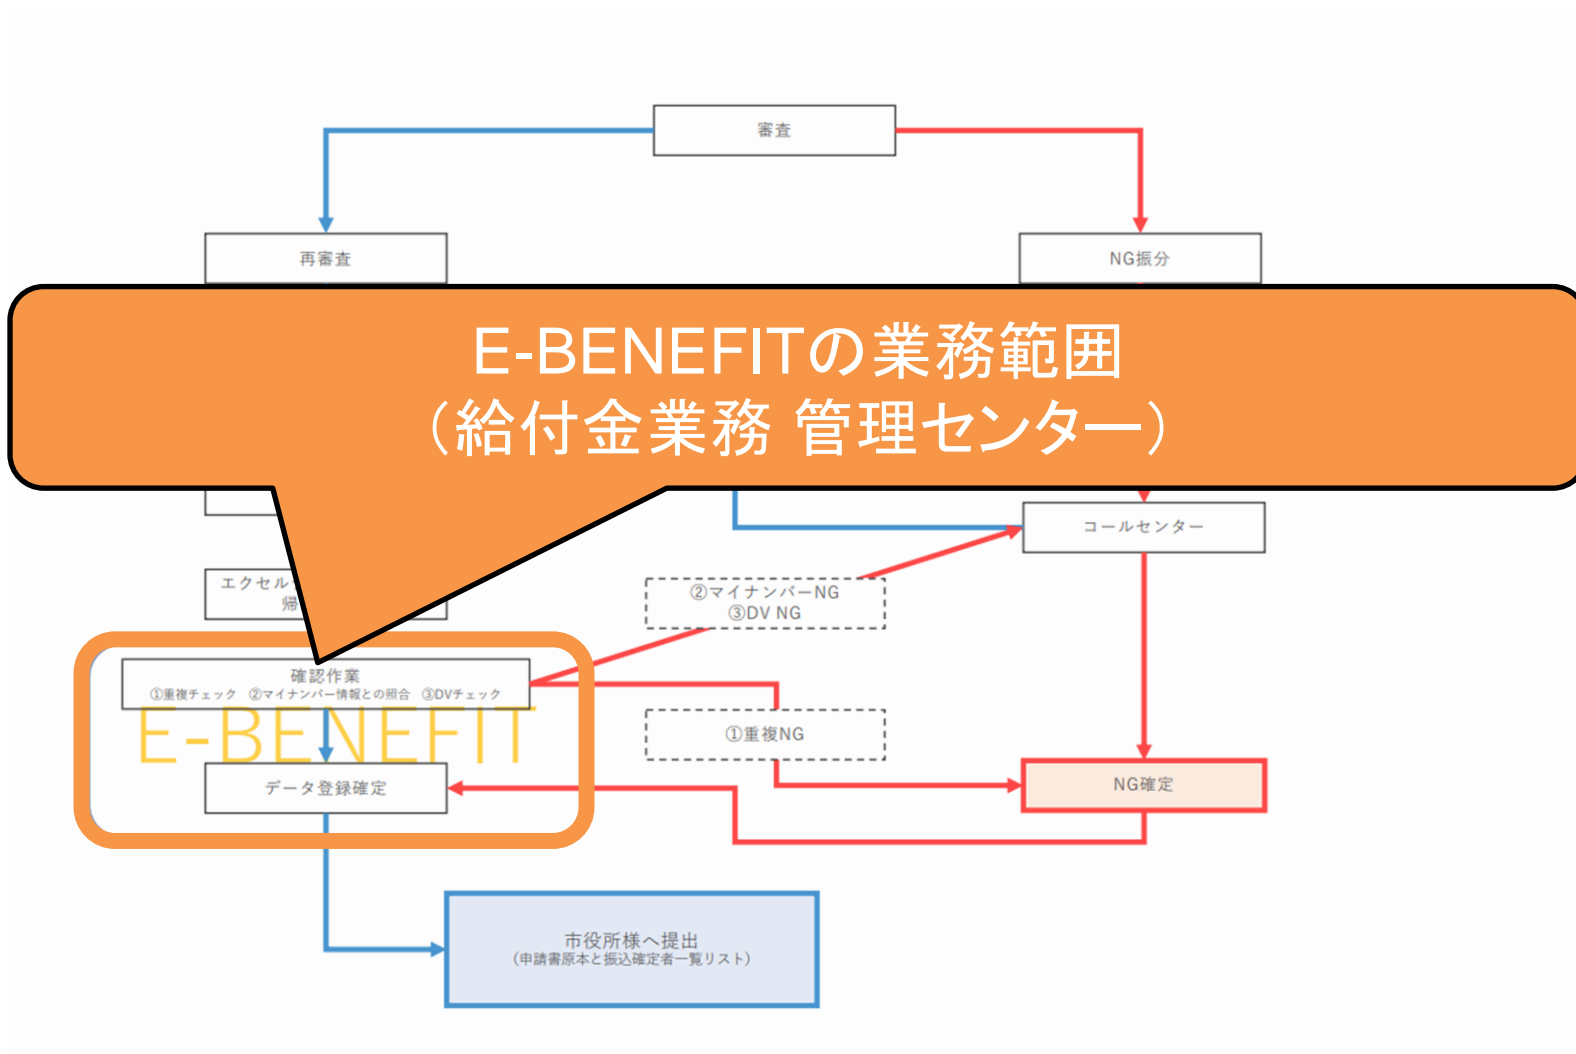 審査
再審査
NG振分
E-BENEFITの業務範囲
（給付金業務 管理センター）
コールセンター
エクセル
帰
②マイナンバーNG
③DV NG
確認作業
①重複チェック ②マイナンバー情報との照合 ③DVチェック
E-BENEFIT
①重複NG
データ登録確定
NG確定
市役所様へ提出
（申請書原本と振込確定者一覧リスト）